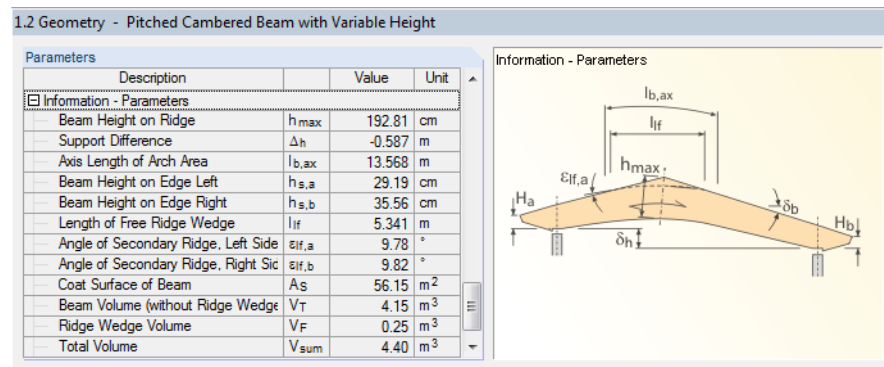 1.2 Geometry - Pitched Cambered Beam with Variable Height
Parameters
Description Value Unit
Information - Parameters
Beam Height on Ridge hmax 192.81 cm
Support Difference Δh -0.587 m
Axis Length of Arch Area lb,ax 13.568 m
Beam Height on Edge Left hs,a 29.19 cm
Beam Height on Edge Right hs,b 35.56 cm
Length of Free Ridge Wedge llf 5.341 m
Angle of Secondary Ridge, Left Side εlf,a 9.78 °
Angle of Secondary Ridge, Right Sid εlf,b 9.82 °
Coat Surface of Beam AS 56.15 m2
Beam Volume (without Ridge Wedge VT 4.15 m3
Ridge Wedge Volume VF 0.25 m3
Total Volume Vsum 4.40 m3
Information - Parameters
lb,ax
llf
hmax
εlf,a
Ha
δb
Hb
δh